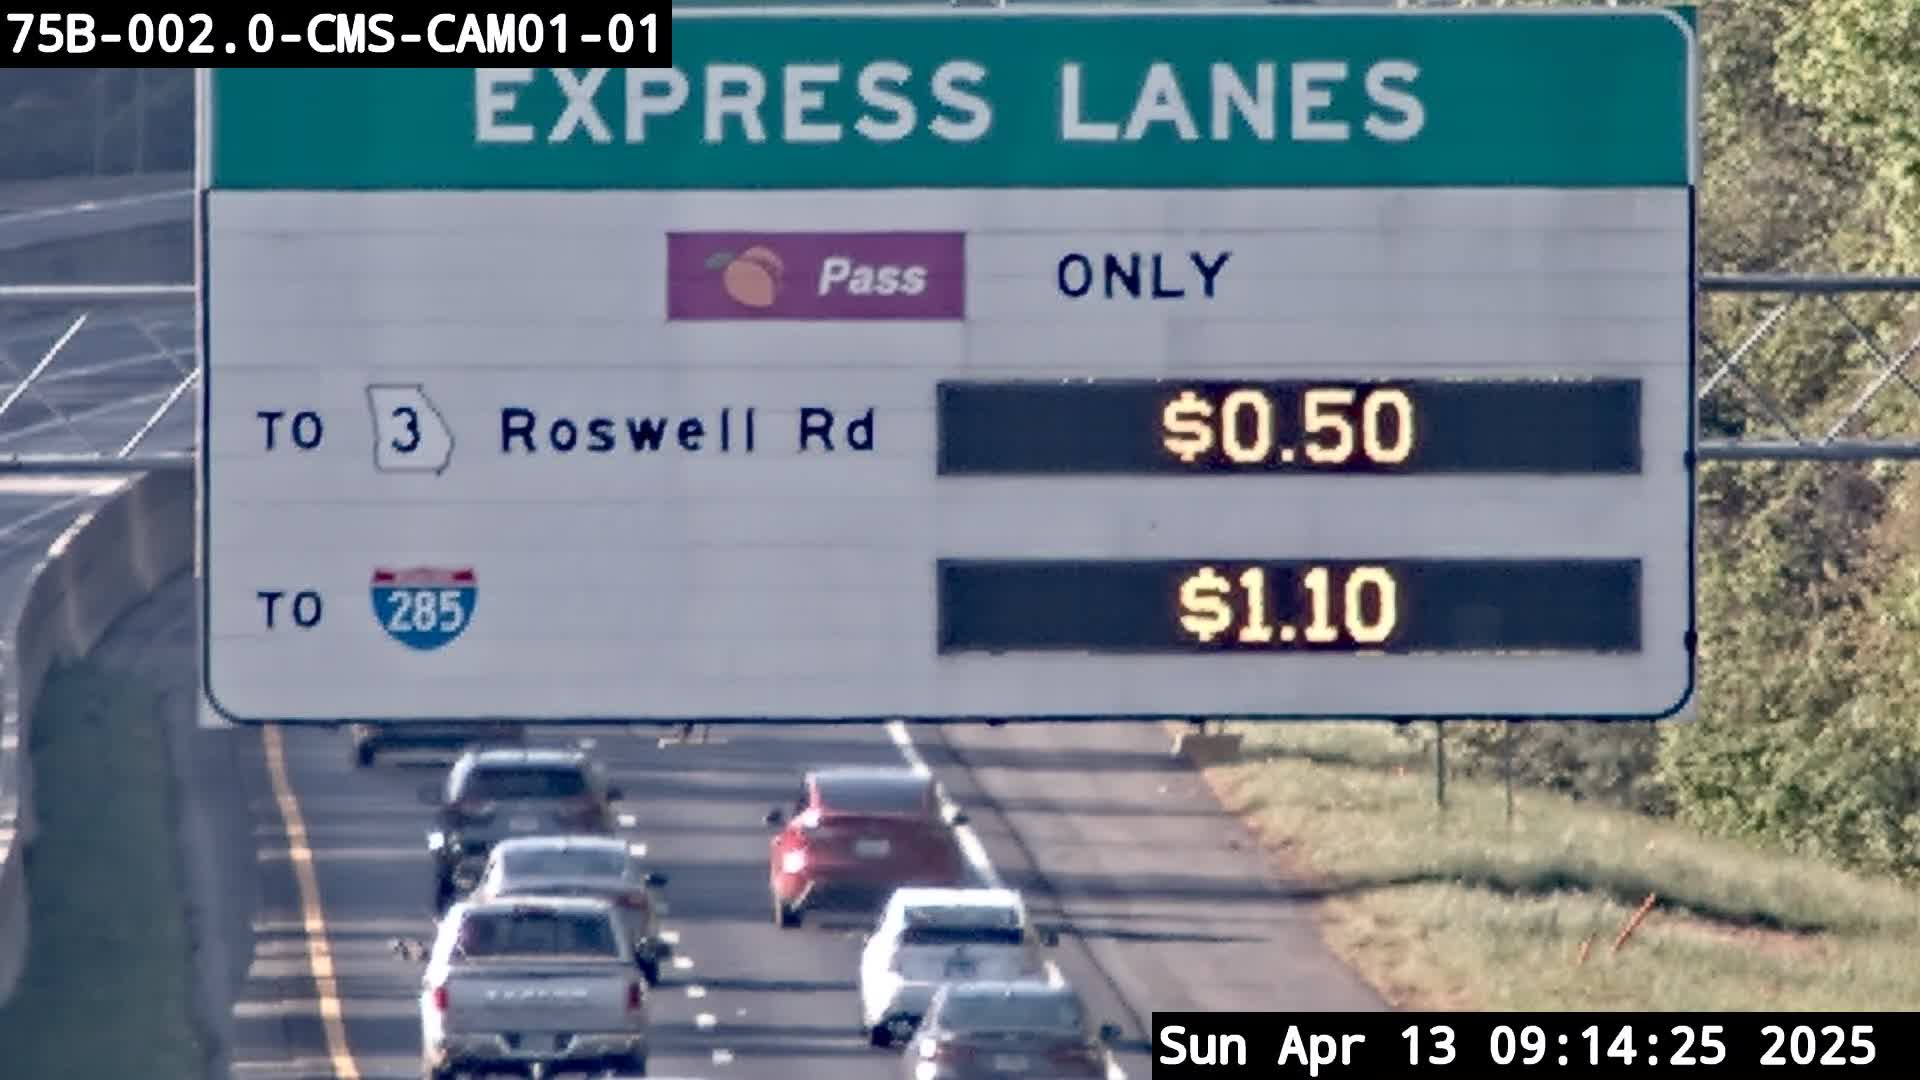 75B-002.0-CMS-CAM01-01
EXPRESS LANES
Pass ONLY
TO 3 Roswell Rd $0.50
TO 285 $1.10
Sun Apr 13 09:14:25 2025